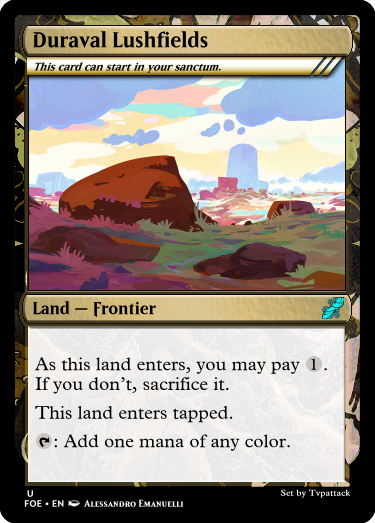 Duraval Lushfields
This card can start in your sanctum.
Land — Frontier
As this land enters, you may pay 1.
If you don't, sacrifice it.
This land enters tapped.
: Add one mana of any color.
U
FOE • EN Alessandro Emanuelli
Set by Tvpattack